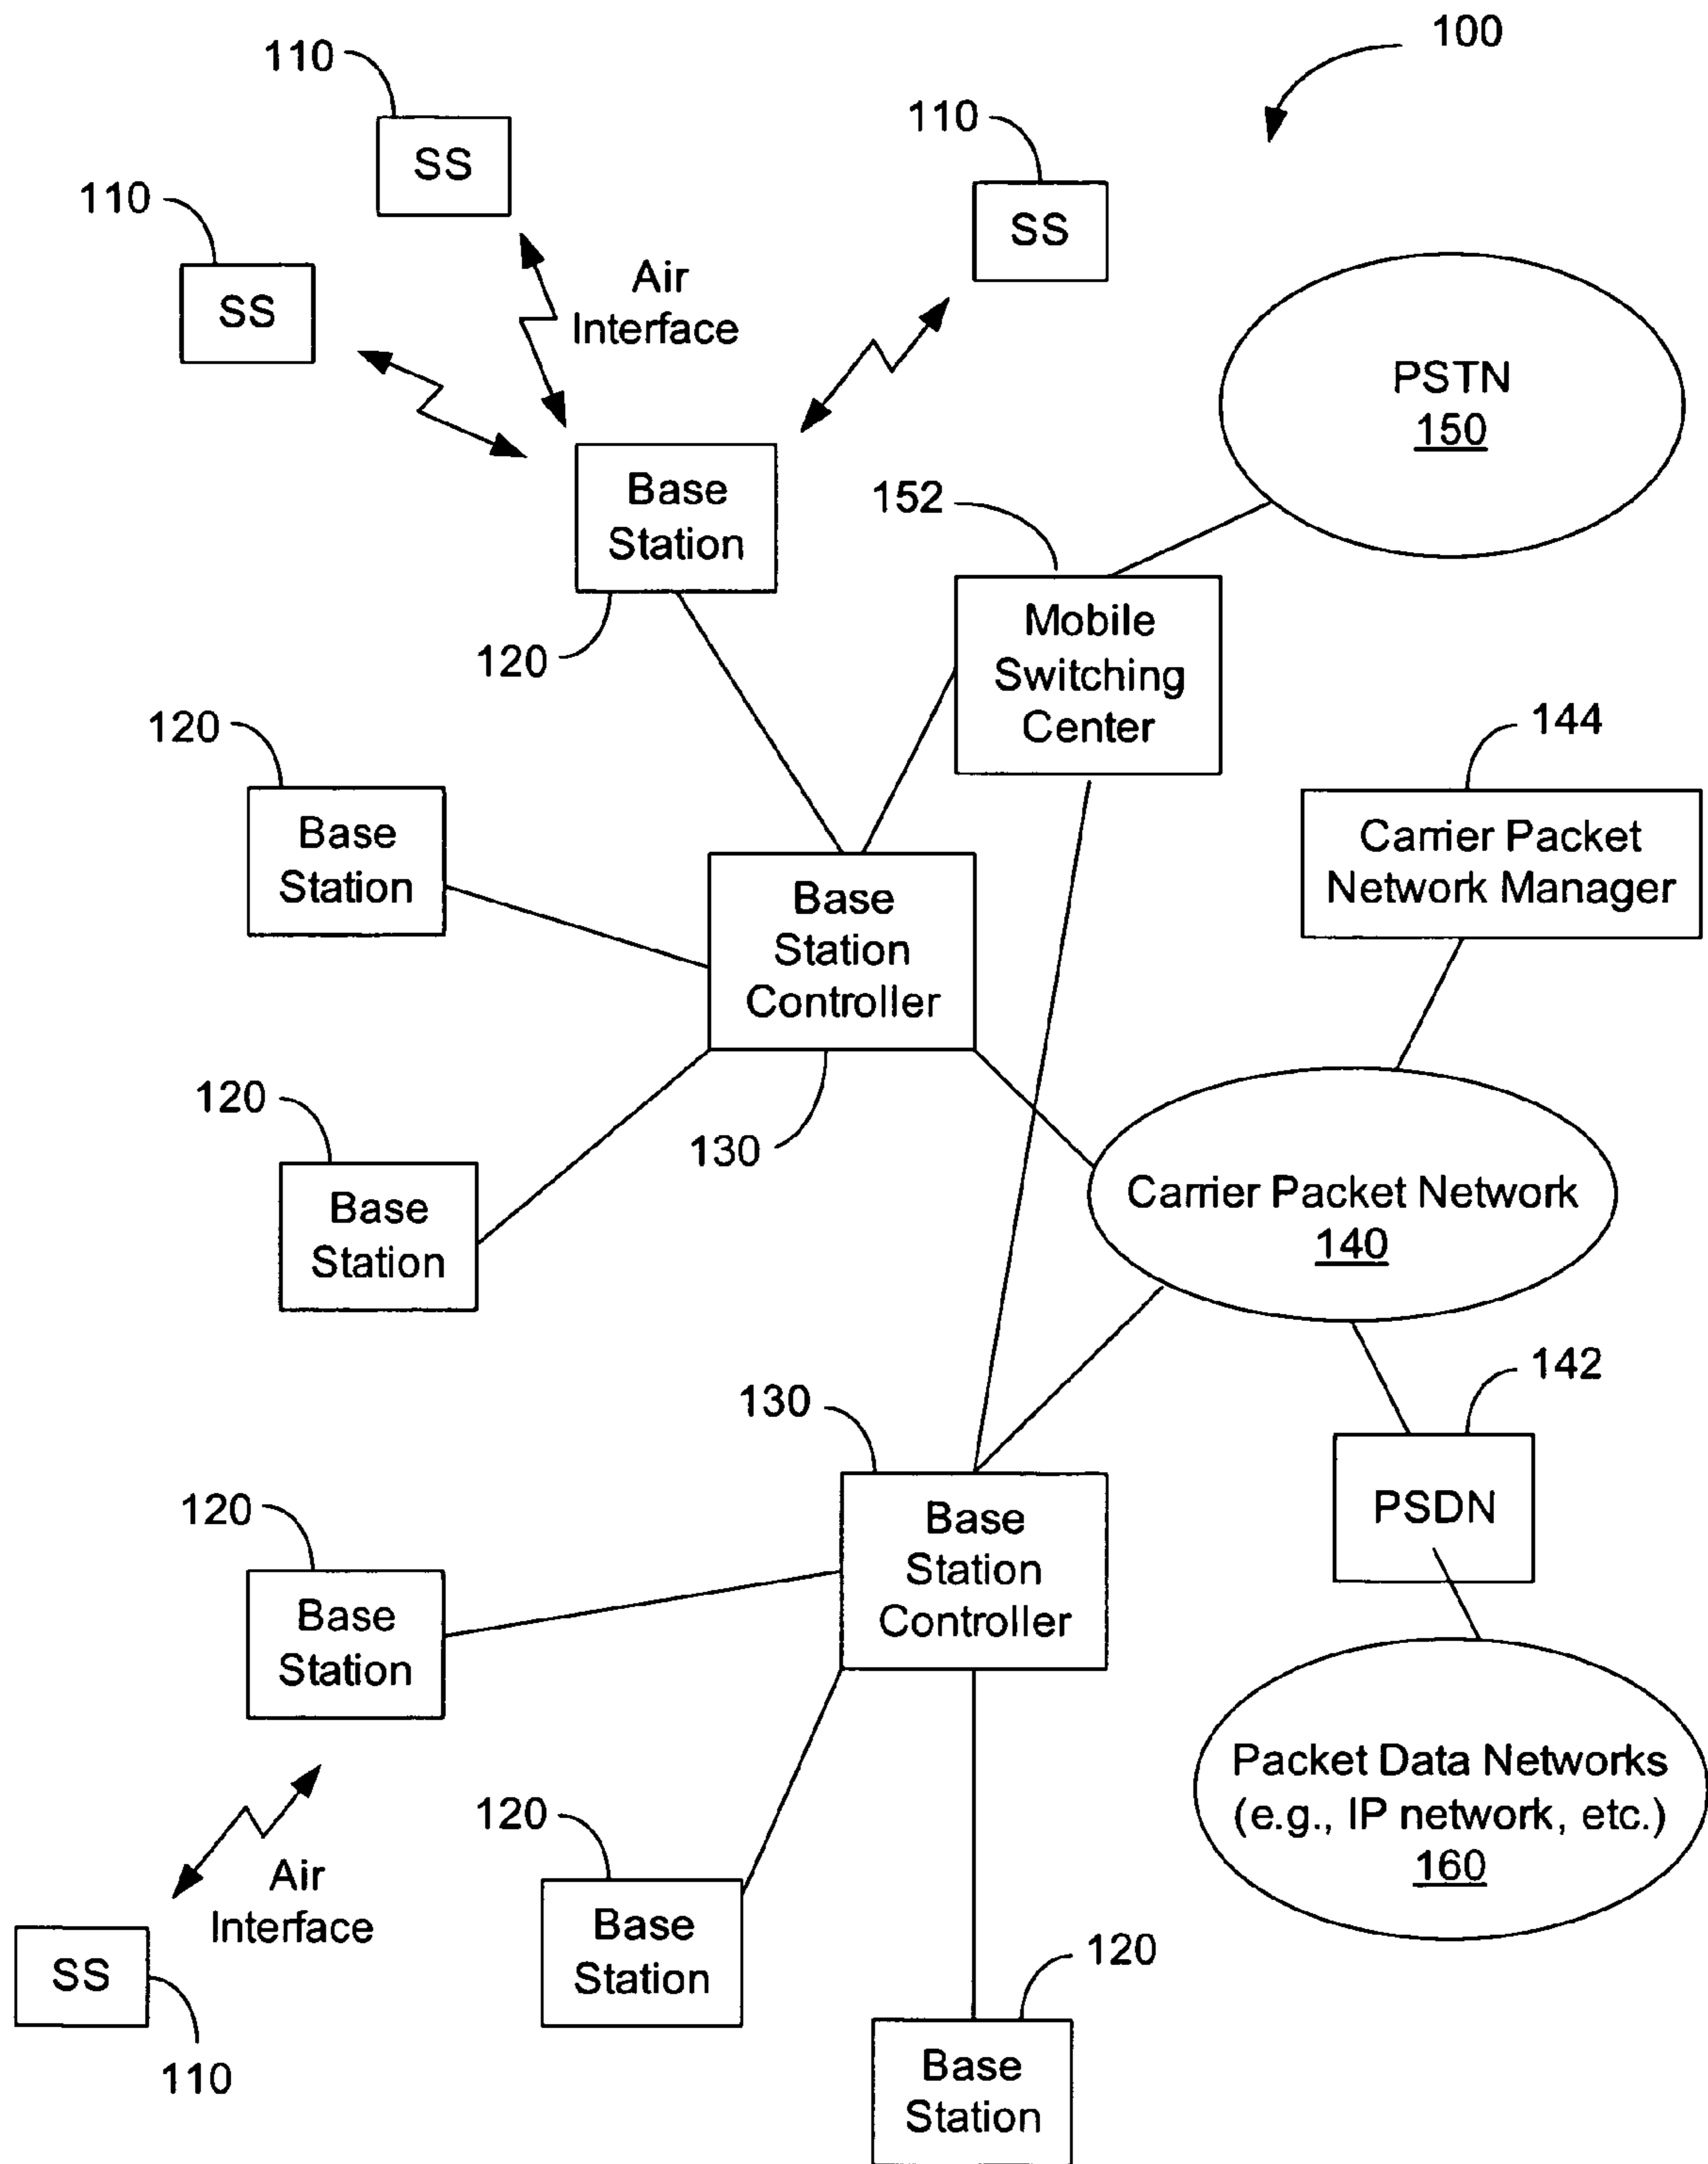 100
110
SS
110
SS
110
SS
Air
Interface
PSTN
150
Base
Station
120
152
Mobile
Switching
Center
120
Base
Station
144
Carrier Packet
Network Manager
Base
Station
Controller
130
120
Base
Station
Carrier Packet Network
140
142
PSDN
130
Base
Station
Controller
120
Base
Station
Packet Data Networks
(e.g., IP network, etc.)
160
Air
Interface
SS
110
120
Base
Station
120
Base
Station